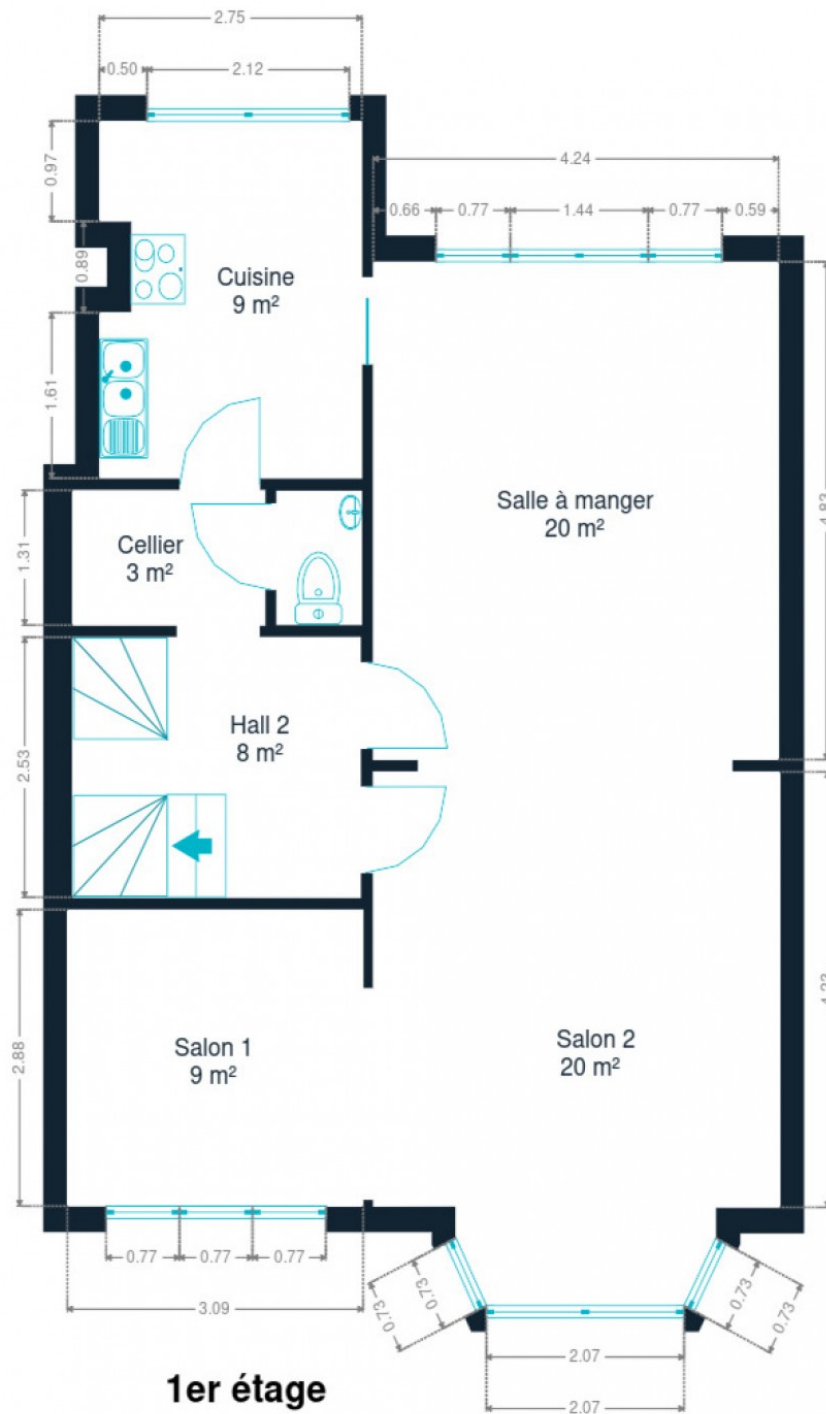 2.75
0.50
2.12
0.97
4.24
0.66
0.77
1.44
0.77
0.59
0.89
Cuisine
9 m²
1.61
Salle à manger
20 m²
4.83
1.31
Cellier
3 m²
2.53
Hall 2
8 m²
2.88
Salon 1
9 m²
Salon 2
20 m²
0.77
0.77
0.77
3.09
0.73
0.73
0.73
0.73
2.07
2.07
1er étage